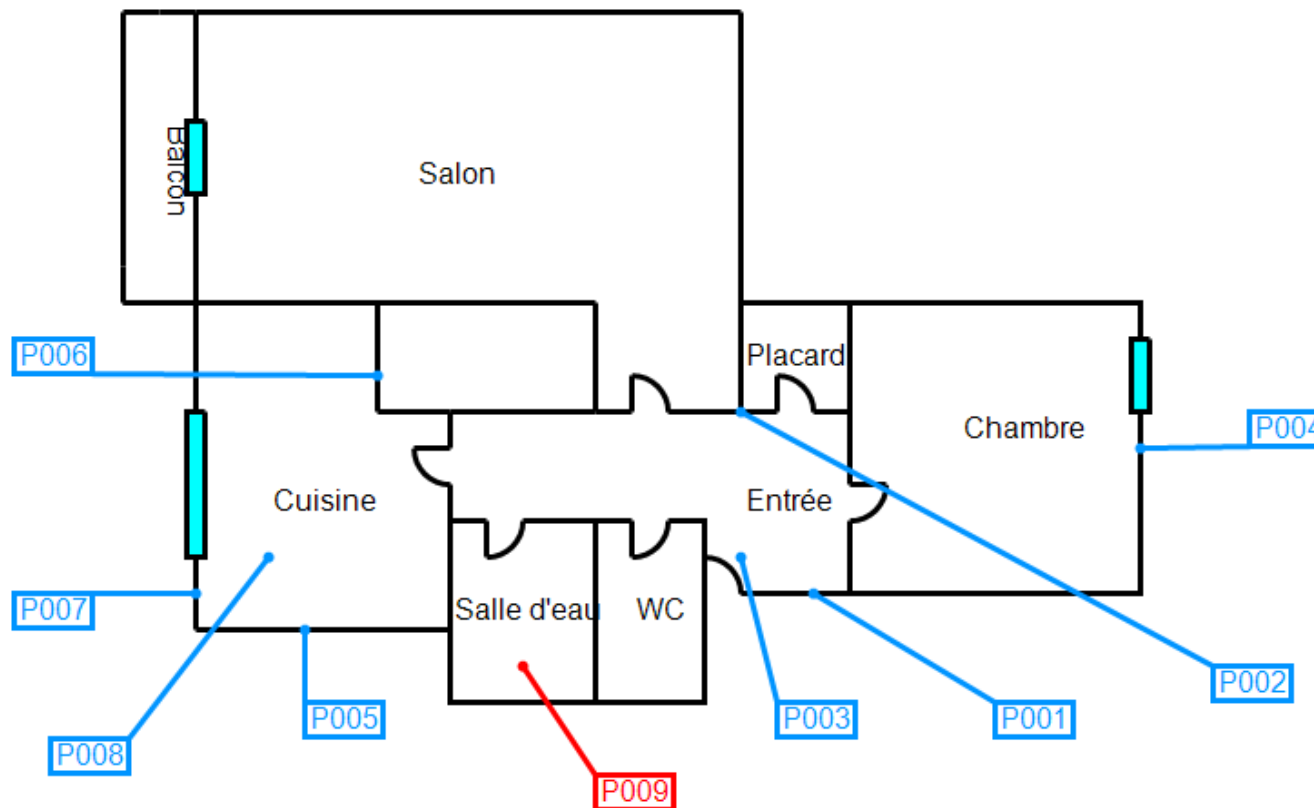 Balcon
Salon
P006
Placard
Chambre
P004
Cuisine
Entrée
P007
Salle d'eau
WC
P002
P005
P003
P001
P008
P009